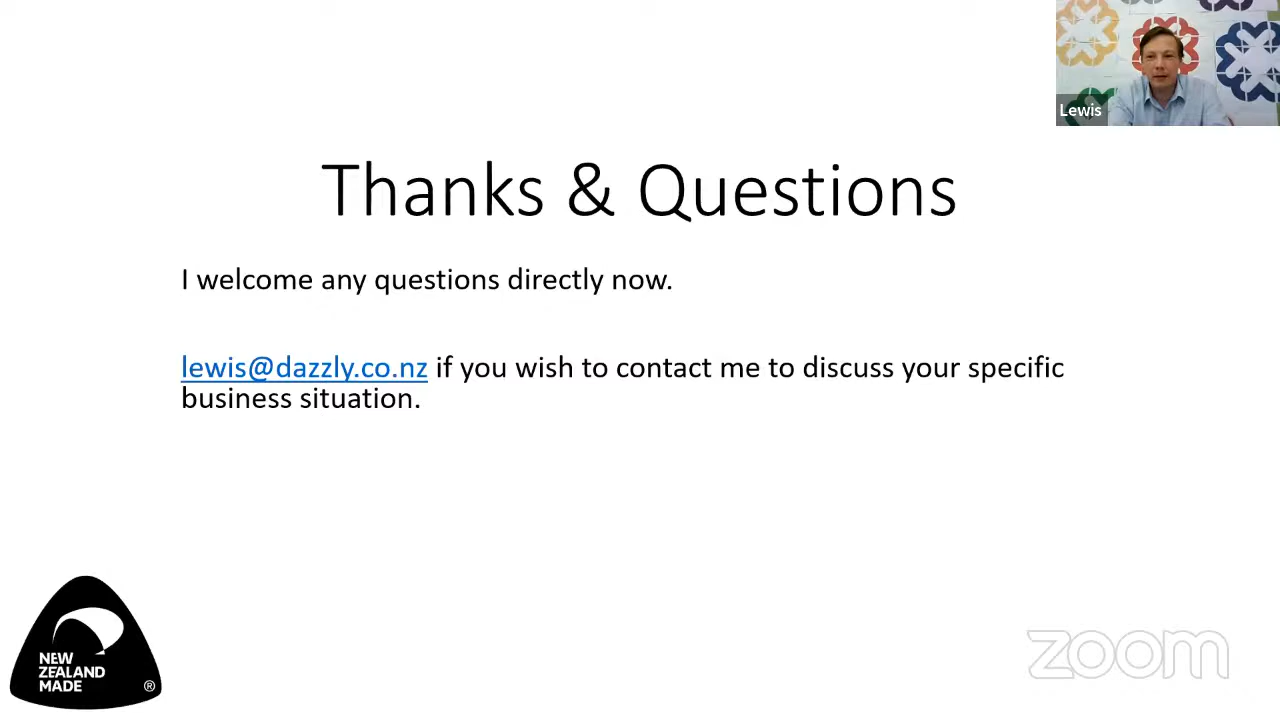 Lewis
Thanks & Questions
I welcome any questions directly now.
lewis@dazzly.co.nz if you wish to contact me to discuss your specific
business situation.
NEW
ZEALAND
MADE
®
zoom